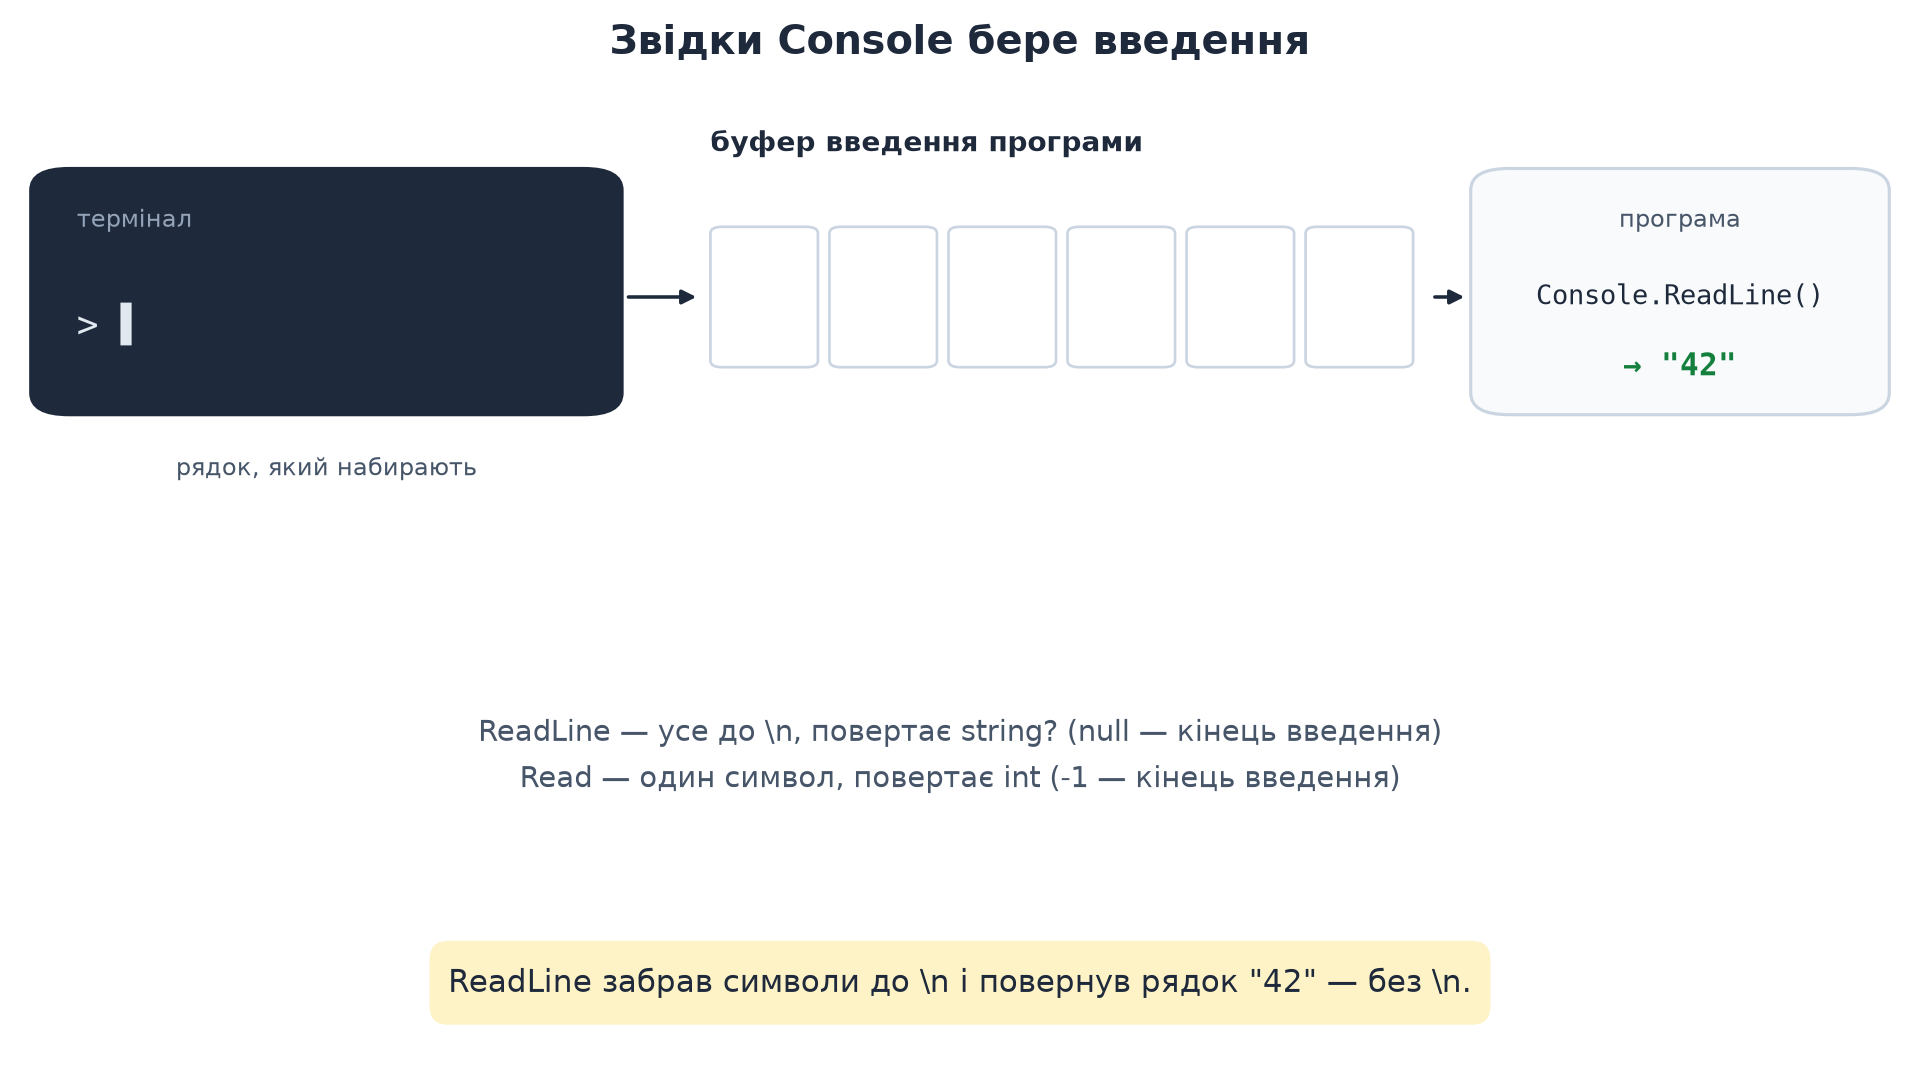 Звідки Console бере введення
буфер введення програми
термінал
>
рядок, який набирають
програма
Console.ReadLine()
→ "42"
ReadLine — усе до \n, повертає string? (null — кінець введення)
Read — один символ, повертає int (-1 — кінець введення)
ReadLine забрав символи до \n і повернув рядок "42" — без \n.